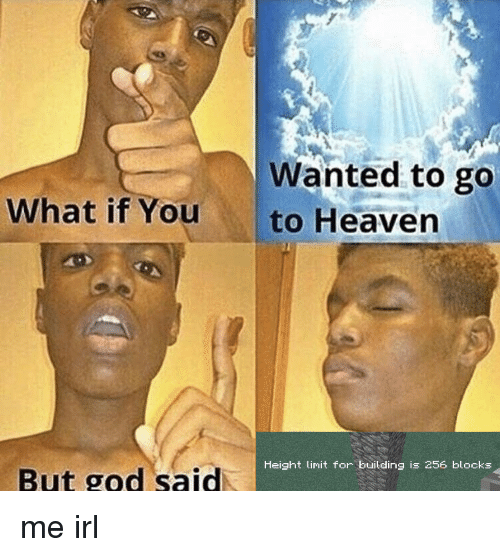 What if You
Wanted to go
to Heaven
But god said
Height limit for building is 256 blocks
me irl